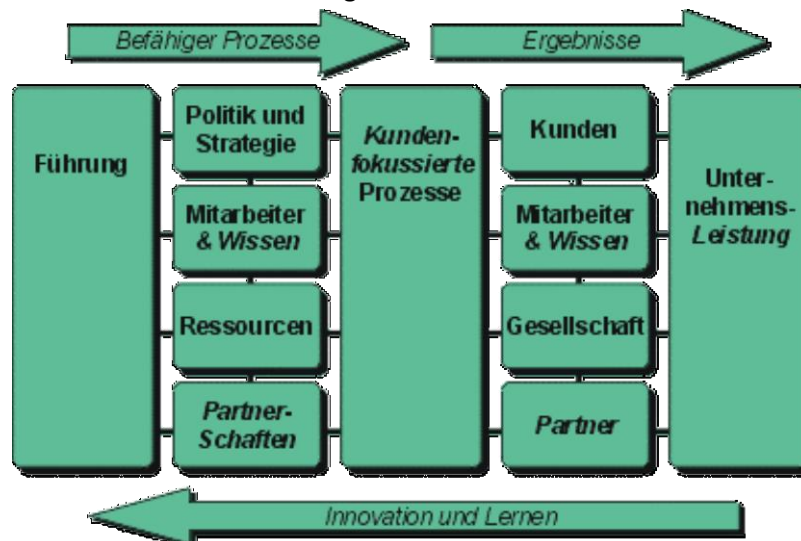 Befähiger Prozesse
Ergebnisse
Führung
Politik und
Strategie
Mitarbeiter
& Wissen
Ressourcen
Partner-
Schaften
Kunden-
fokussierte
Prozesse
Kunden
Mitarbeiter
& Wissen
Gesellschaft
Partner
Unter-
nehmens-
Leistung
Innovation und Lernen